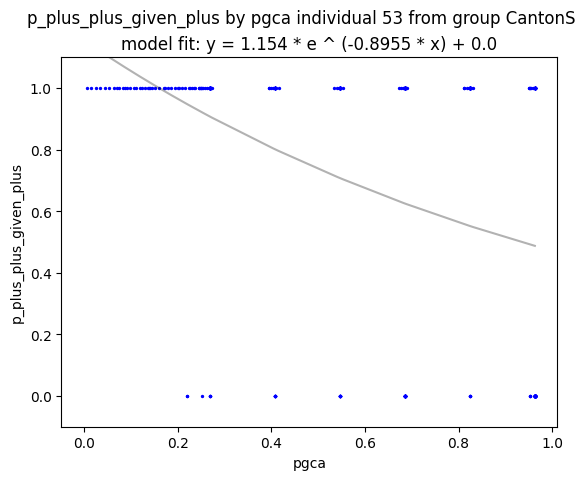 p_plus_plus_given_plus by pgca individual 53 from group CantonS
model fit: y = 1.154 * e ^ (-0.8955 * x) + 0.0
1.0
0.8
0.6
0.4
0.2
0.0
p_plus_plus_given_plus
0.0 0.2 0.4 0.6 0.8 1.0
pgca